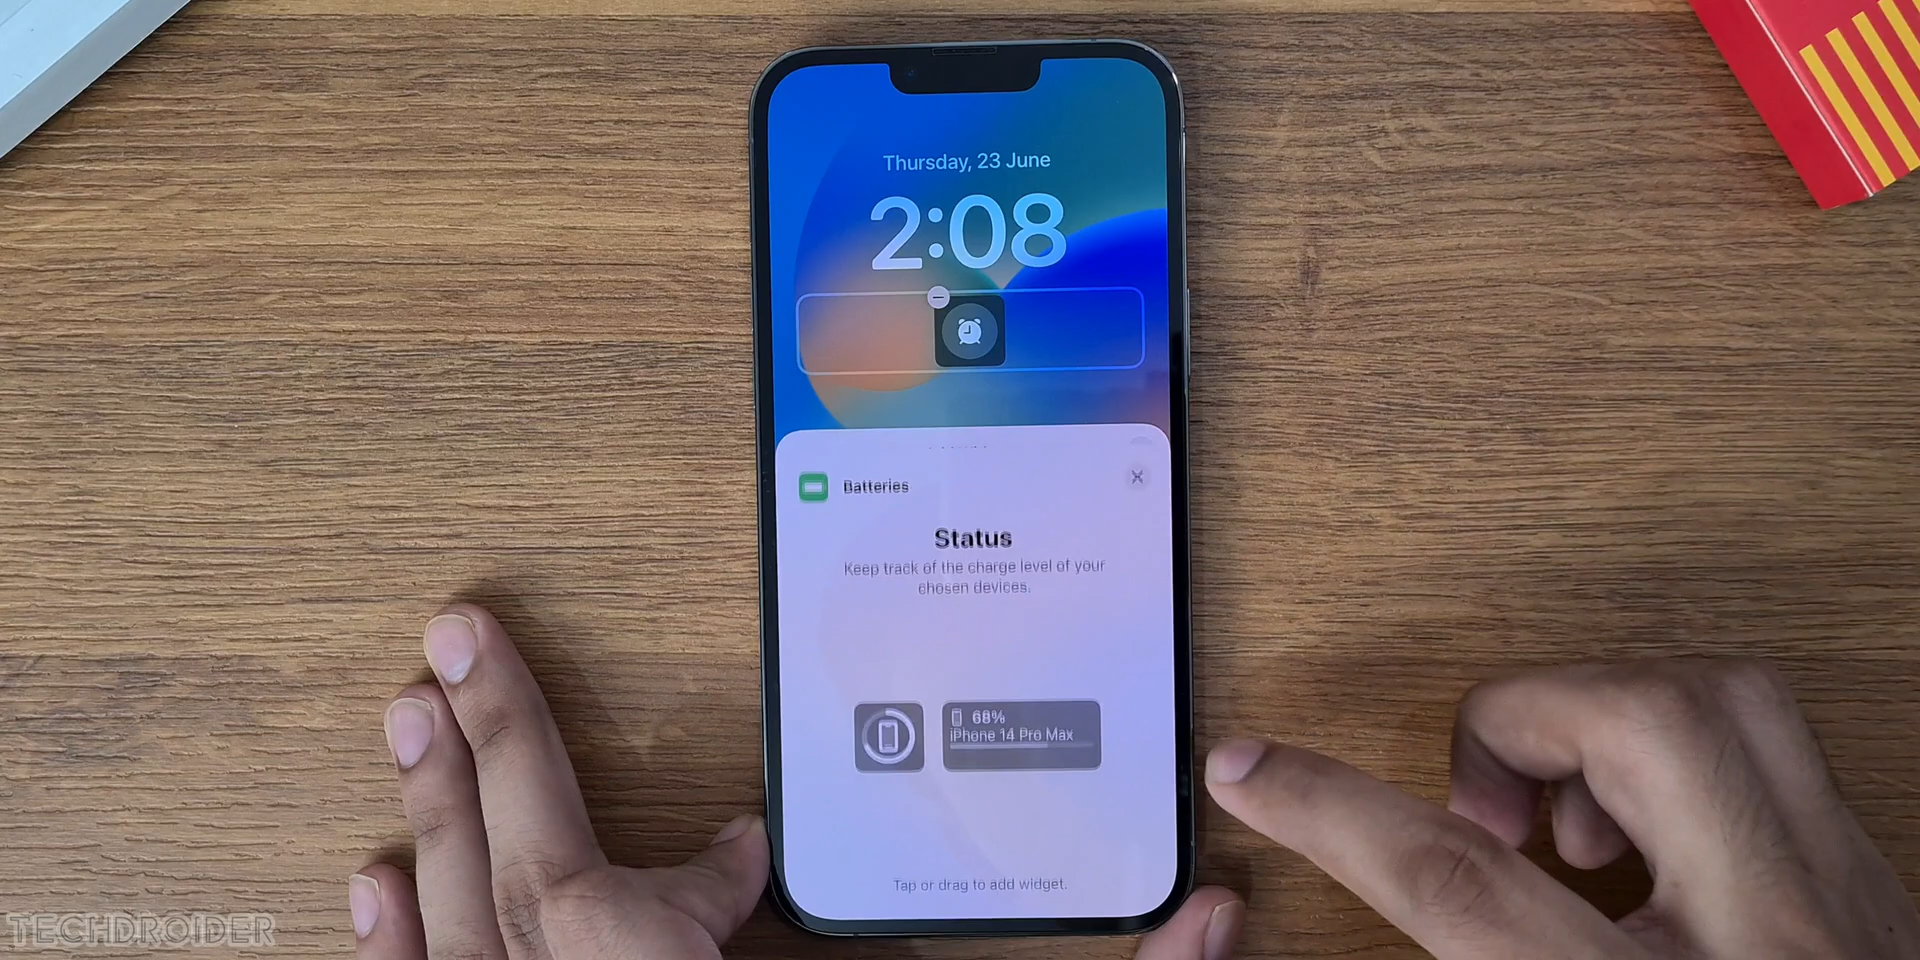 Thursday, 23 June
2:08
Batteries
Status
Keep track of the charge level of your
chosen devices.
68%
iPhone 14 Pro Max
Tap or drag to add widget.
TECHDROIDER